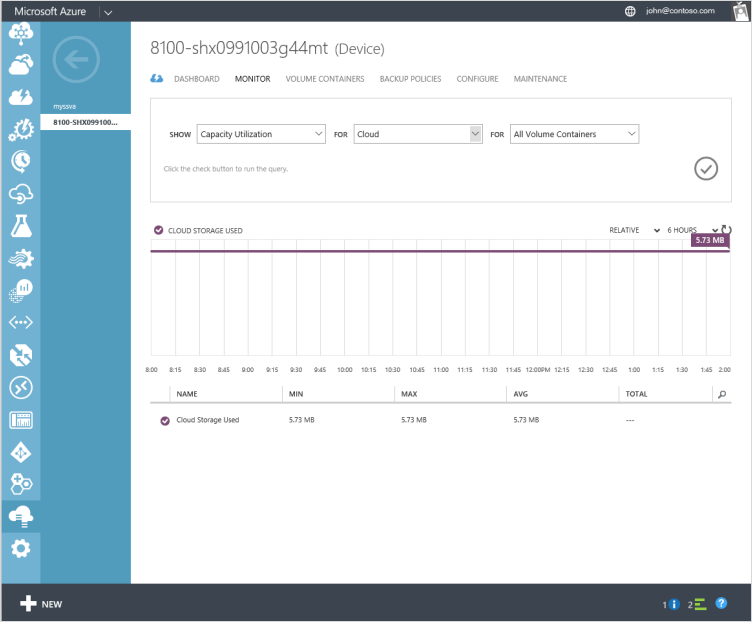 Microsoft Azure
john@contoso.com
8100-shx0991003g44mt (Device)
DASHBOARD MONITOR VOLUME CONTAINERS BACKUP POLICIES CONFIGURE MAINTENANCE
myssva
8100-SHX099100...
SHOW Capacity Utilization FOR Cloud FOR All Volume Containers
Click the check button to run the query.
CLOUD STORAGE USED
RELATIVE 6 HOURS
5.73 MB
8:00 8:15 8:30 8:45 9:00 9:15 9:30 9:45 10:00 10:15 10:30 10:45 11:00 11:15 11:30 11:45 12:00PM 12:15 12:30 12:45 1:00 1:15 1:30 1:45 2:00
NAME MIN MAX AVG TOTAL
Cloud Storage Used 5.73 MB 5.73 MB 5.73 MB ---
NEW
1 2